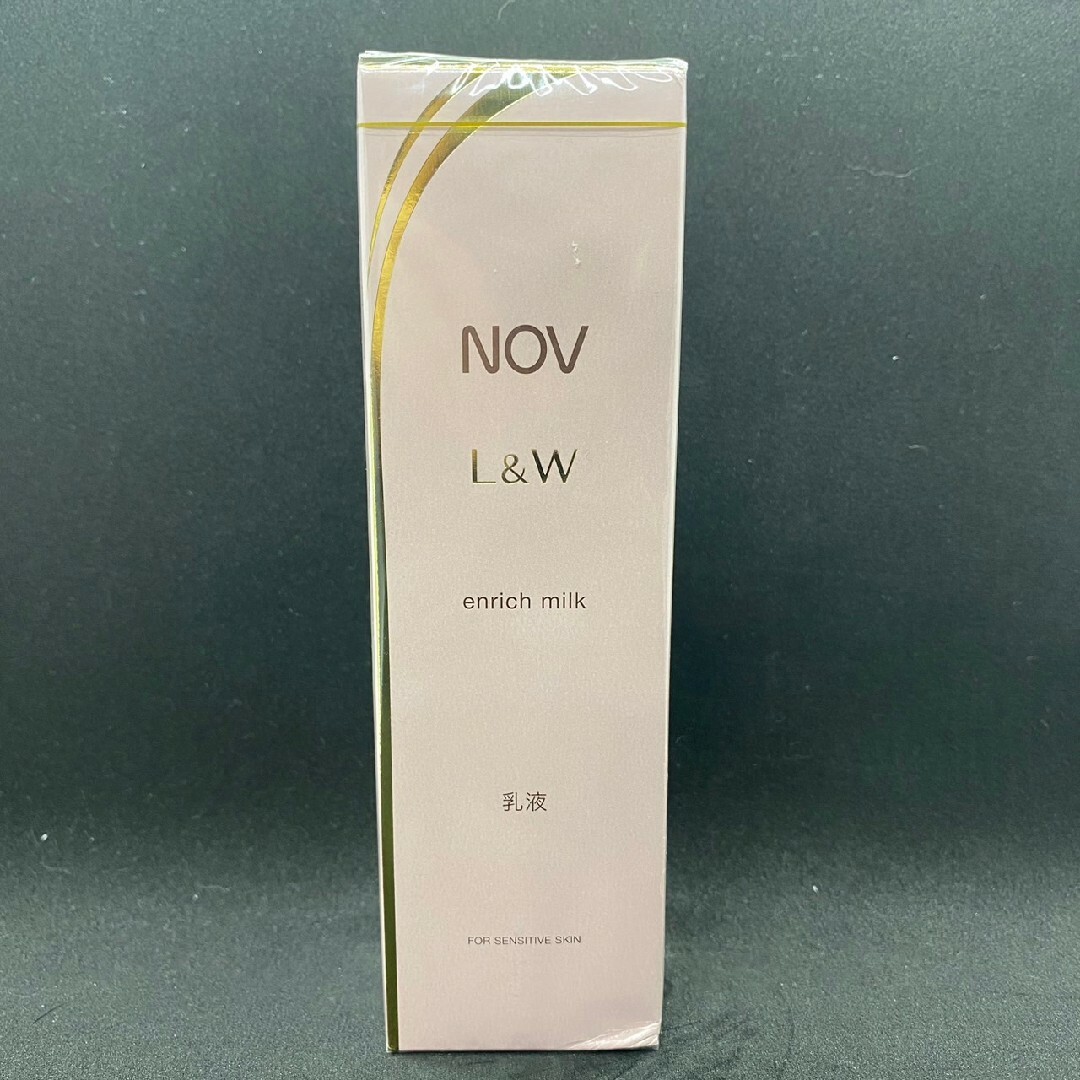 NOV
L&W
enrich milk
乳液
FOR SENSITIVE SKIN